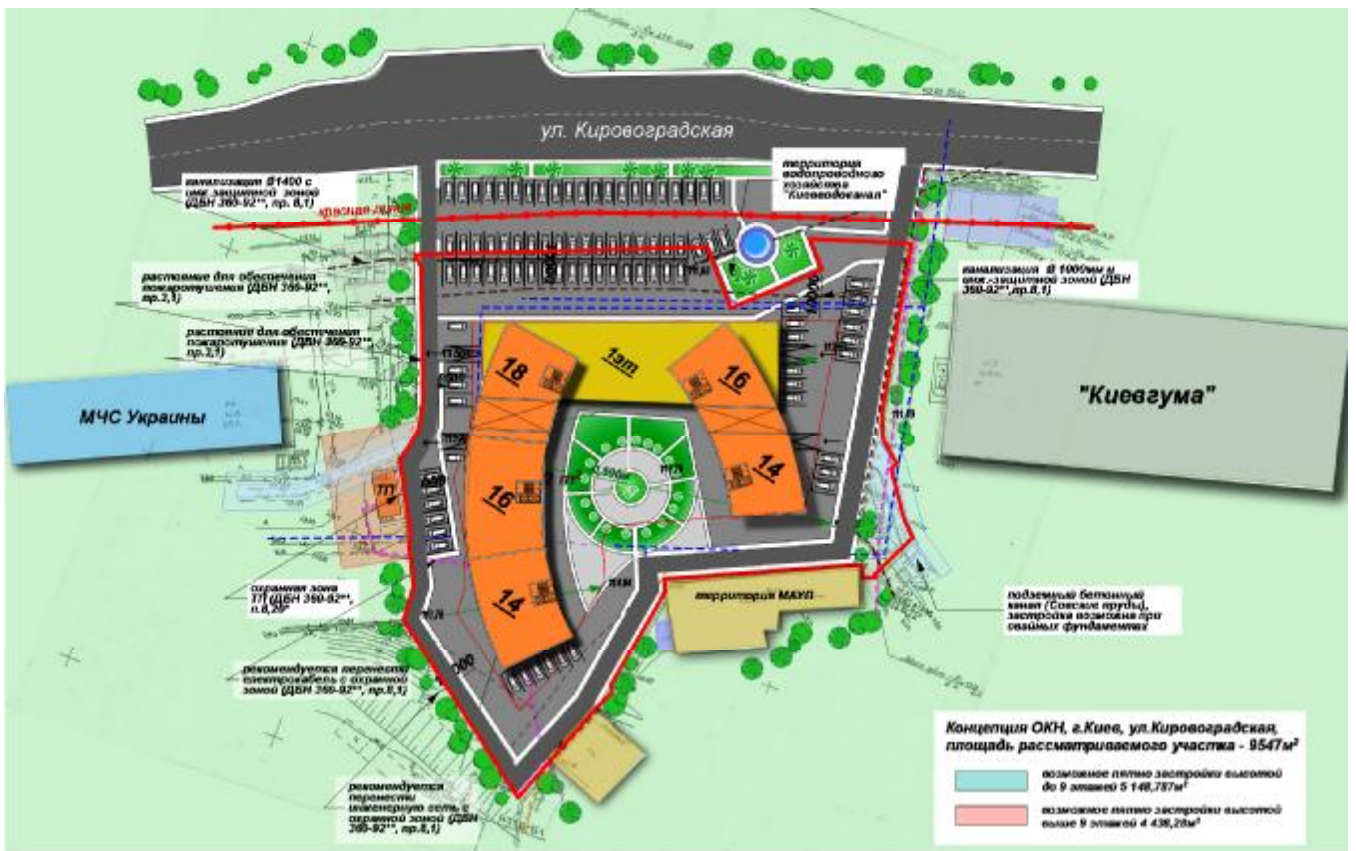 ул. Кировоградская
канализация Ø1400 с
инж.защитной зоной
(ДБН 360-92**, пр. 8,1)
территория
водопроводного
хозяйства
"Киевводоканал"
красная линия
растояние для обеспечения
пожаротушения (ДБН 360-92**,
пр.3,1)
канализация Ø 1000мм и
инж.-защитной зоной (ДБН
360-92**,пр.8,1)
растояние для обеспечения
пожаротушения (ДБН 360-92**,
пр.3,1)
1эт
18
16
МЧС Украины
"Киевгума"
14
16
ТП
14
охранная зона
ТП (ДБН 360-92**,
п.8,20*
территория МАУП
подземный бетонный
канал (Совские пруды),
застройка возможна при
свайных фундаментах
рекомендуется перенести
електрокабель с охранной
зоной (ДБН 360-92**, пр.8,1)
рекомендуется
перенести
инженерную сеть с
охранной зоной (ДБН
360-92**, пр.8,1)
Концепция ОКН, г.Киев, ул.Кировоградская,
площадь рассматриваемого участка - 9547м²
возможное пятно застройки высотой
до 9 этажей 5 148,787м²
возможное пятно застройки высотой
выше 9 этажей 4 438,28м²